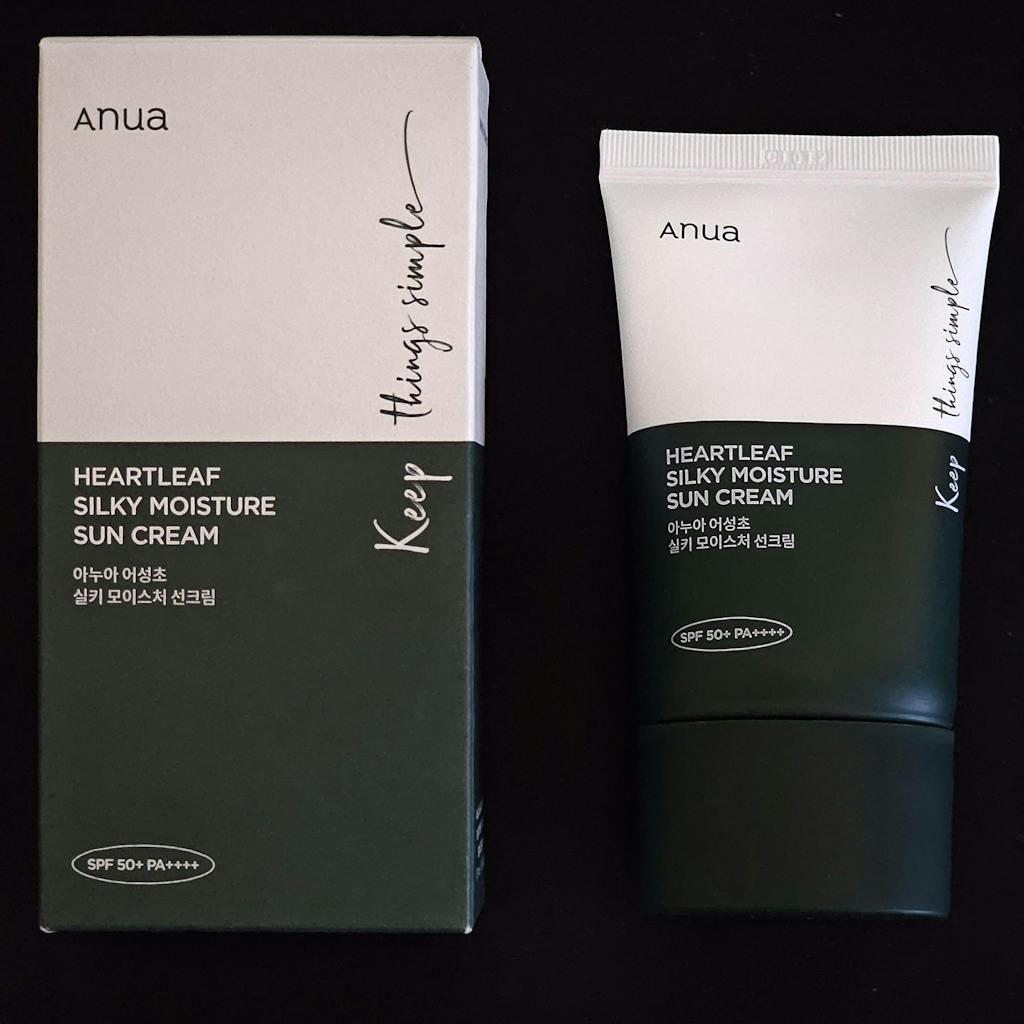 Anua
Keep things simple
HEARTLEAF
SILKY MOISTURE
SUN CREAM
아누아 어성초
실키 모이스처 선크림
SPF 50+ PA++++
Anua
Keep things simple
HEARTLEAF
SILKY MOISTURE
SUN CREAM
아누아 어성초
실키 모이스처 선크림
SPF 50+ PA++++